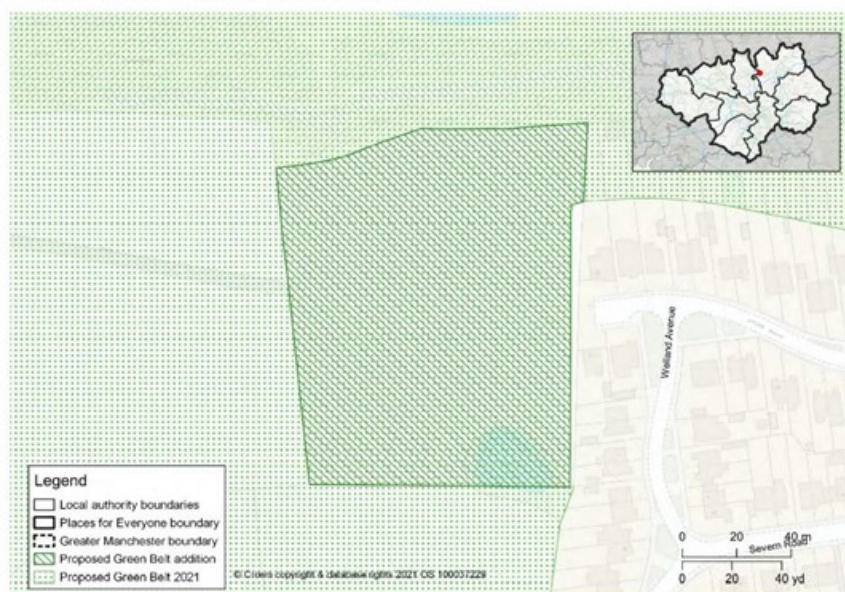 Welland Avenue
Legend
Local authority boundaries
Places for Everyone boundary
Greater Manchester boundary
Proposed Green Belt addition
Proposed Green Belt 2021
© Crown copyright & database rights 2021 OS 100037229
0 20 40 m
Severn Road
0 20 40 yd